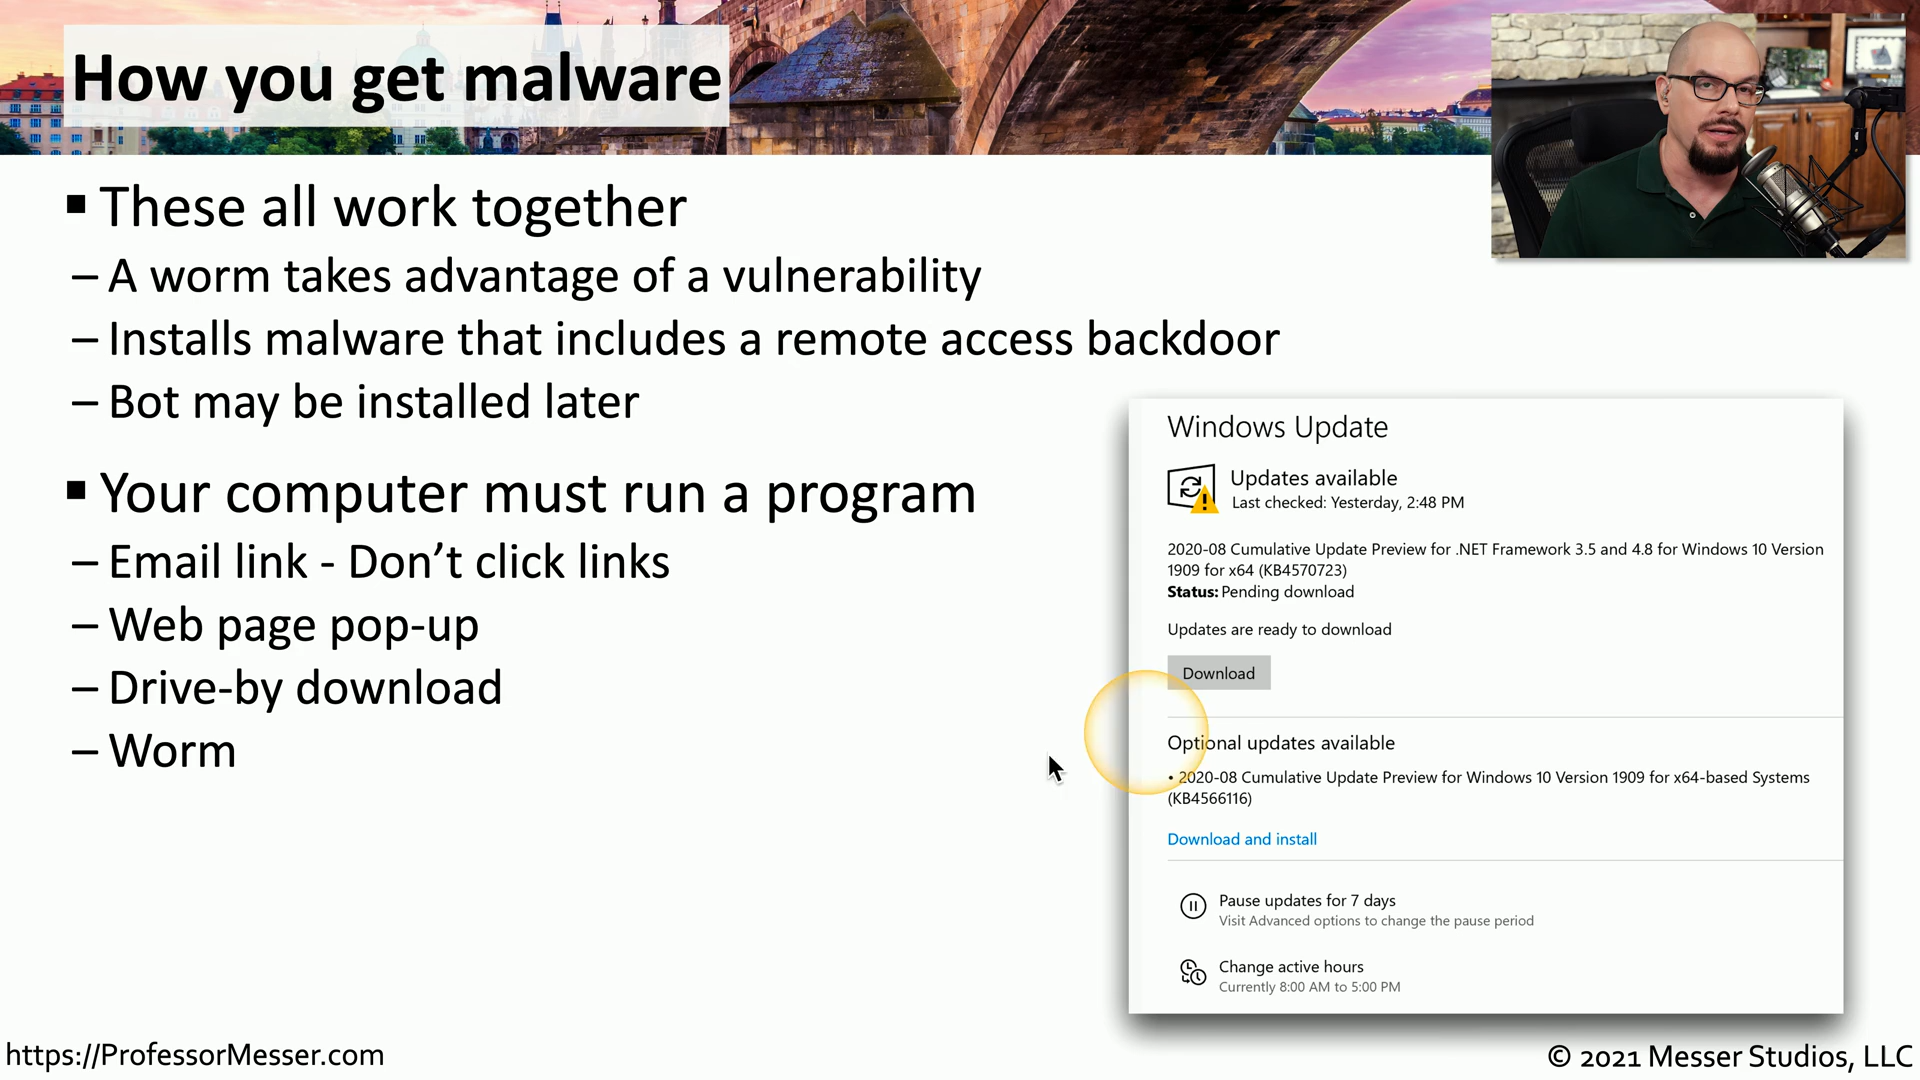 How you get malware
▪ These all work together
– A worm takes advantage of a vulnerability
– Installs malware that includes a remote access backdoor
– Bot may be installed later
▪ Your computer must run a program
– Email link - Don’t click links
– Web page pop-up
– Drive-by download
– Worm
Windows Update
Updates available
Last checked: Yesterday, 2:48 PM
2020-08 Cumulative Update Preview for .NET Framework 3.5 and 4.8 for Windows 10 Version
1909 for x64 (KB4570723)
Status: Pending download
Updates are ready to download
Download
Optional updates available
• 2020-08 Cumulative Update Preview for Windows 10 Version 1909 for x64-based Systems
(KB4566116)
Download and install
Pause updates for 7 days
Visit Advanced options to change the pause period
Change active hours
Currently 8:00 AM to 5:00 PM
https://ProfessorMesser.com
© 2021 Messer Studios, LLC